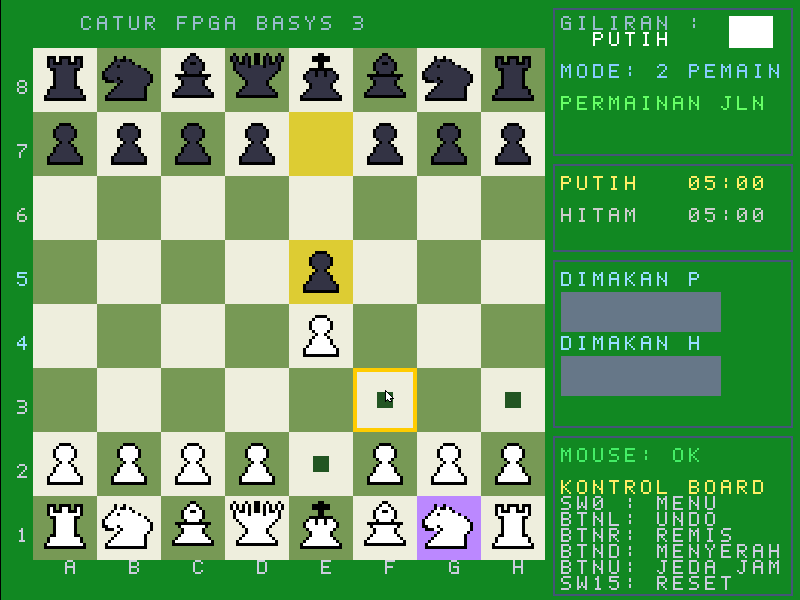 CATUR FPGA BASYS 3
8
7
6
5
4
3
2
1
A B C D E F G H
GILIRAN :
PUTIH
MODE: 2 PEMAIN
PERMAINAN JLN
PUTIH 05:00
HITAM 05:00
DIMAKAN P
DIMAKAN H
MOUSE: OK
KONTROL BOARD
SW0 : MENU
BTNL: UNDO
BTNR: REMIS
BTND: MENYERAH
BTNU: JEDA JAM
SW15: RESET